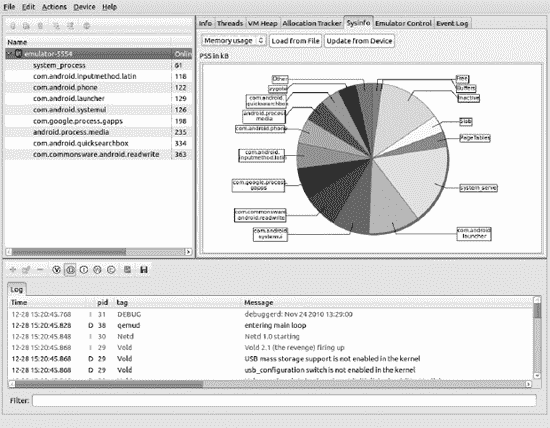 File Edit Actions Device Help
Info Threads VM Heap Allocation Tracker Sysinfo Emulator Control Event Log
Memory usage Load from File Update from Device
PSS in kB
Name
emulator-5554 Onlin
system_process 61
com.android.inputmethod.latin 118
com.android.phone 122
com.android.launcher 129
com.android.systemui 126
com.google.process.gapps 198
android.process.media 235
com.android.quicksearchbox 334
com.commonsware.android.readwrite 363
Other
zygote
com.android.
quicksearchbox
android.process.
media
com.android.phone
com.android.
inputmethod.latin
com.google.process.
gapps
com.commonsware
.android.readwrite
com.android
systemui
Free
Buffers
Inactive
Slab
PageTables
system_serve
com.android
launcher
Log
Time pid tag Message
12-28 15:20:45.768 I 31 DEBUG debuggerd: Nov 24 2010 13:29:00
12-28 15:20:45.828 D 38 qemud entering main loop
12-28 15:20:45.848 I 30 Netd Netd 1.0 starting
12-28 15:20:45.868 I 29 Vold Vold 2.1 (the revenge) firing up
12-28 15:20:45.868 D 29 Vold USB mass storage support is not enabled in the kernel
12-28 15:20:45.868 D 29 Vold usb_configuration switch is not enabled in the kernel
Filter: